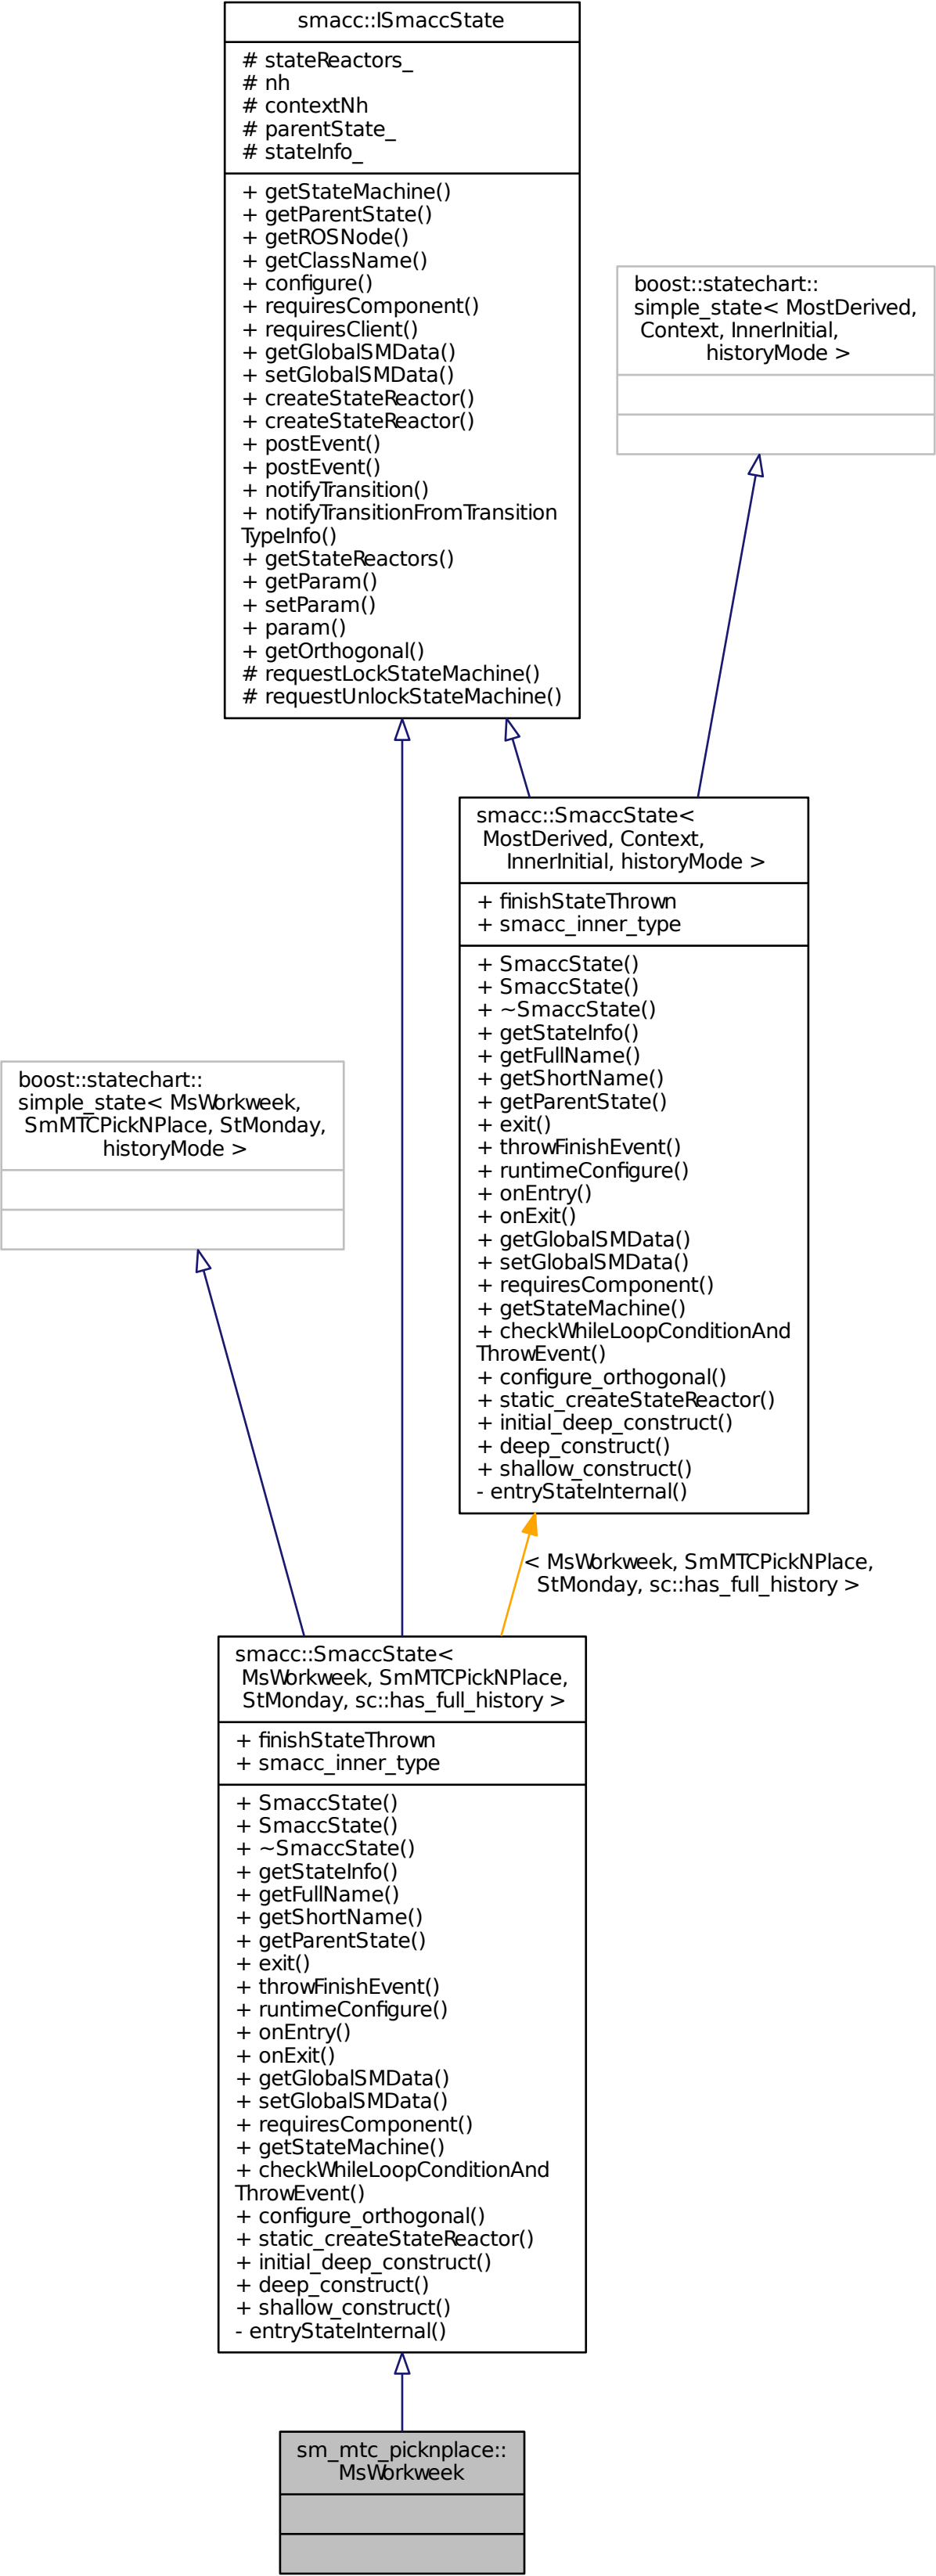 smacc::ISmaccState
# stateReactors_
# nh
# contextNh
# parentState_
# stateInfo_
+ getStateMachine()
+ getParentState()
+ getROSNode()
+ getClassName()
+ configure()
+ requiresComponent()
+ requiresClient()
+ getGlobalSMData()
+ setGlobalSMData()
+ createStateReactor()
+ createStateReactor()
+ postEvent()
+ postEvent()
+ notifyTransition()
+ notifyTransitionFromTransition
TypeInfo()
+ getStateReactors()
+ getParam()
+ setParam()
+ param()
+ getOrthogonal()
# requestLockStateMachine()
# requestUnlockStateMachine()
boost::statechart::
simple_state< MostDerived,
Context, InnerInitial,
historyMode >
smacc::SmaccState<
MostDerived, Context,
InnerInitial, historyMode >
+ finishStateThrown
+ smacc_inner_type
+ SmaccState()
+ SmaccState()
+ ~SmaccState()
+ getStateInfo()
+ getFullName()
+ getShortName()
+ getParentState()
+ exit()
+ throwFinishEvent()
+ runtimeConfigure()
+ onEntry()
+ onExit()
+ getGlobalSMData()
+ setGlobalSMData()
+ requiresComponent()
+ getStateMachine()
+ checkWhileLoopConditionAnd
ThrowEvent()
+ configure_orthogonal()
+ static_createStateReactor()
+ initial_deep_construct()
+ deep_construct()
+ shallow_construct()
- entryStateInternal()
boost::statechart::
simple_state< MsWorkweek,
SmMTCPickNPlace, StMonday,
historyMode >
< MsWorkweek, SmMTCPickNPlace,
StMonday, sc::has_full_history >
smacc::SmaccState<
MsWorkweek, SmMTCPickNPlace,
StMonday, sc::has_full_history >
+ finishStateThrown
+ smacc_inner_type
+ SmaccState()
+ SmaccState()
+ ~SmaccState()
+ getStateInfo()
+ getFullName()
+ getShortName()
+ getParentState()
+ exit()
+ throwFinishEvent()
+ runtimeConfigure()
+ onEntry()
+ onExit()
+ getGlobalSMData()
+ setGlobalSMData()
+ requiresComponent()
+ getStateMachine()
+ checkWhileLoopConditionAnd
ThrowEvent()
+ configure_orthogonal()
+ static_createStateReactor()
+ initial_deep_construct()
+ deep_construct()
+ shallow_construct()
- entryStateInternal()
sm_mtc_picknplace::
MsWorkweek